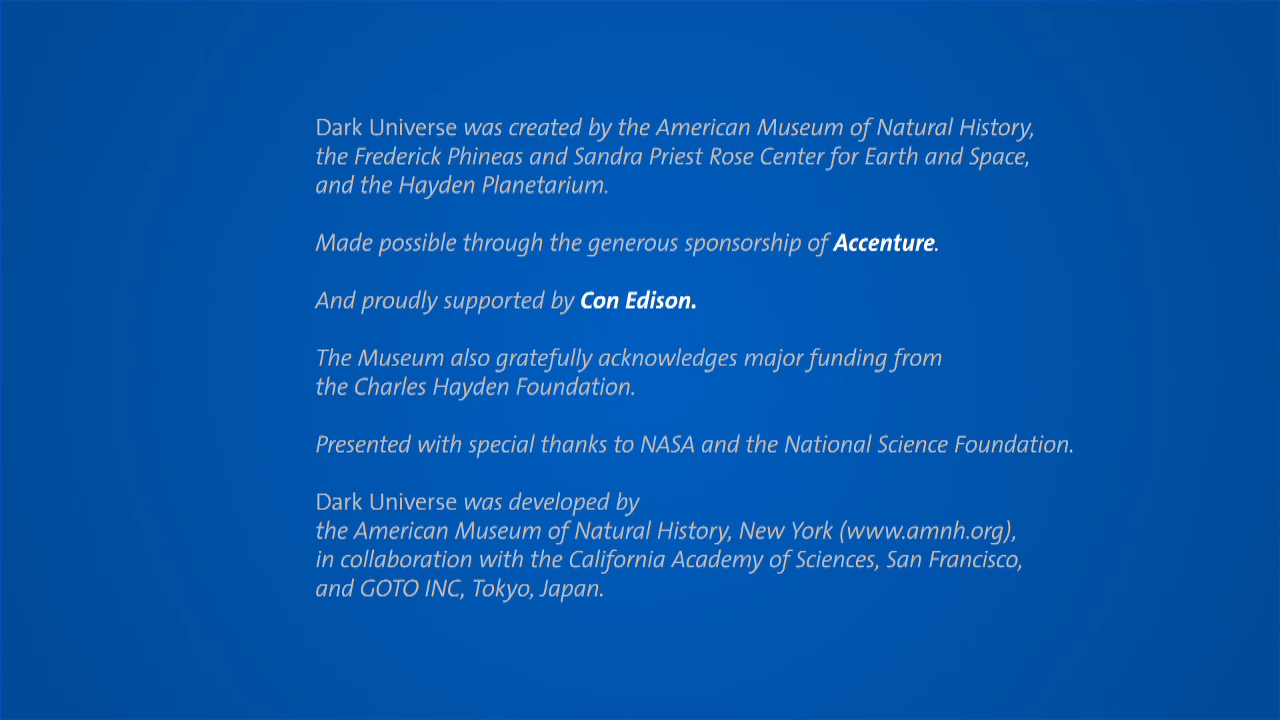 Dark Universe was created by the American Museum of Natural History,
the Frederick Phineas and Sandra Priest Rose Center for Earth and Space,
and the Hayden Planetarium.
Made possible through the generous sponsorship of Accenture.
And proudly supported by Con Edison.
The Museum also gratefully acknowledges major funding from
the Charles Hayden Foundation.
Presented with special thanks to NASA and the National Science Foundation.
Dark Universe was developed by
the American Museum of Natural History, New York (www.amnh.org),
in collaboration with the California Academy of Sciences, San Francisco,
and GOTO INC, Tokyo, Japan.